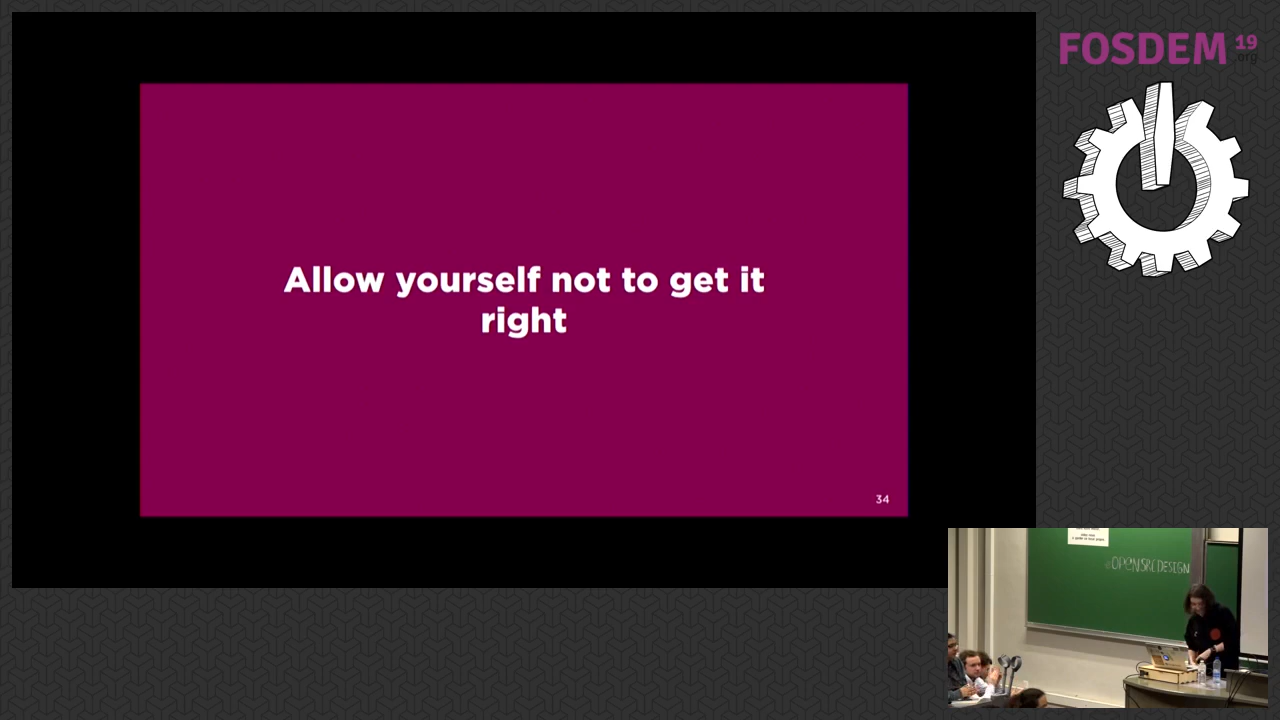 FOSDEM 19
.org
Allow yourself not to get it
right
34
@OPENSRCDESIGN